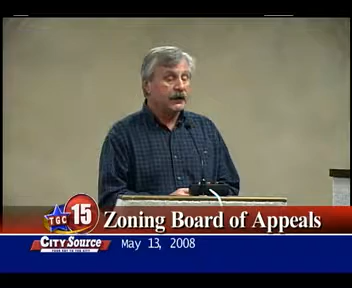 TGC 15
Zoning Board of Appeals
CITY SOURCE
May 13, 2008